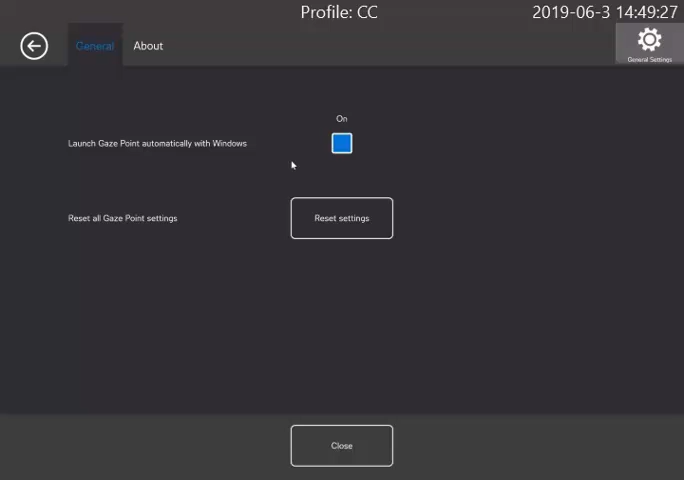 Profile: CC
2019-06-3 14:49:27
General
About
General Settings
On
Launch Gaze Point automatically with Windows
Reset all Gaze Point settings
Reset settings
Close